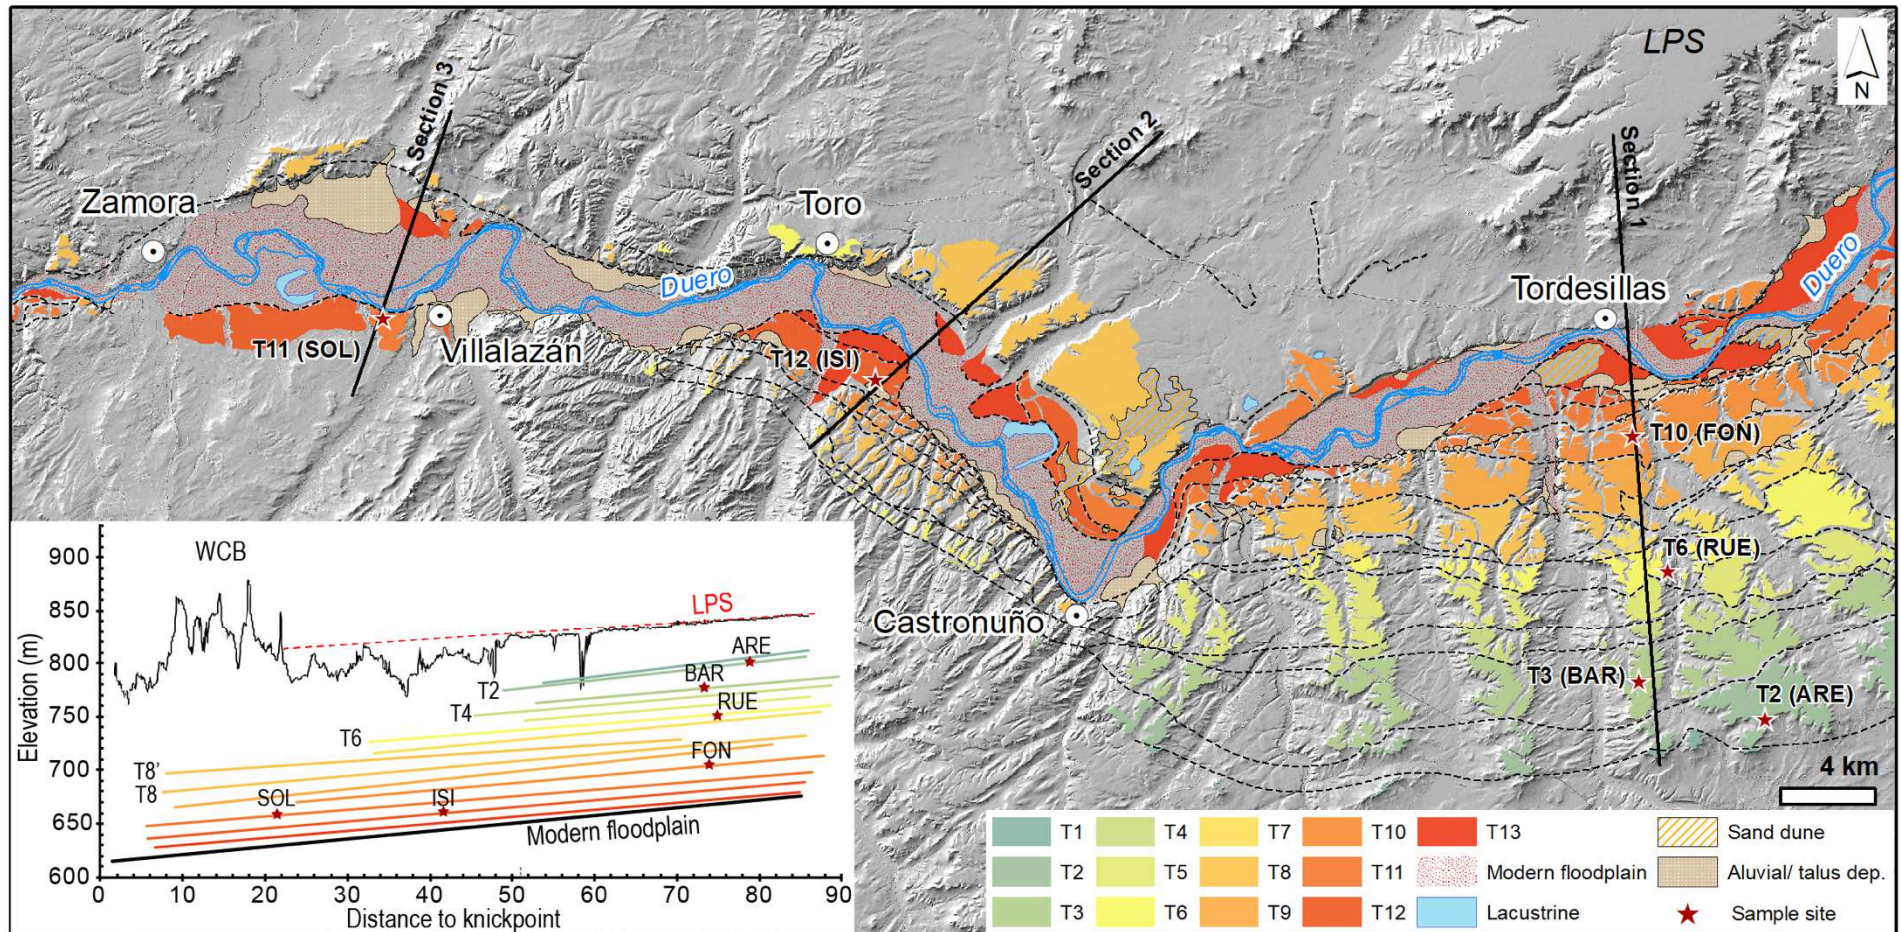 LPS
N
Section 3
Section 2
Section 1
Zamora
Toro
Duero
Tordesillas
Duero
T11 (SOL)
Villalazán
T12 (ISI)
T10 (FON)
T6 (RUE)
Castronuño
T3 (BAR)
T2 (ARE)
4 km
900
850
800
750
700
650
600
Elevation (m)
WCB
LPS
ARE
BAR
T2
RUE
T4
T6
FON
T8'
T8
SOL
ISI
Modern floodplain
0 10 20 30 40 50 60 70 80 90
Distance to knickpoint
T1 T4 T7 T10 T13 Sand dune
T2 T5 T8 T11 Modern floodplain Aluvial/ talus dep.
T3 T6 T9 T12 Lacustrine Sample site